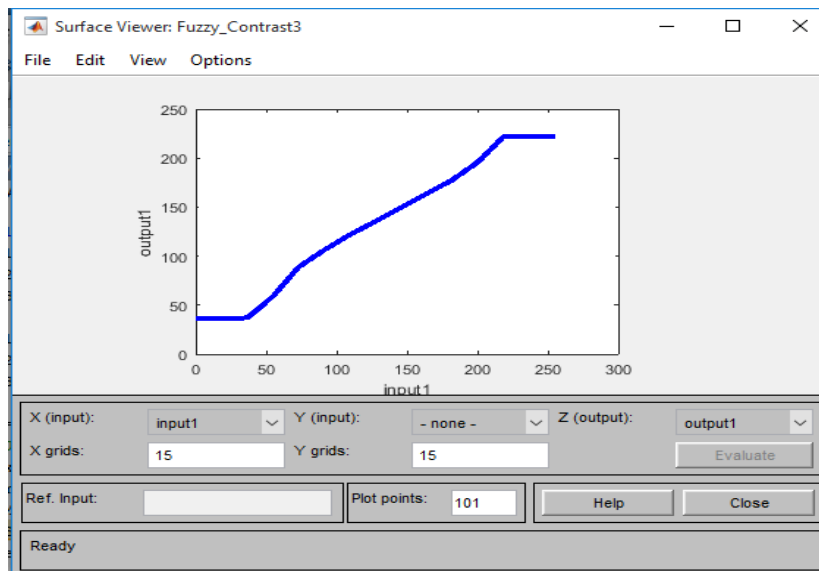 Surface Viewer: Fuzzy_Contrast3
File Edit View Options
250
200
150
100
50
0
output1
0 50 100 150 200 250 300
input1
X (input): input1 Y (input): - none - Z (output): output1
X grids: 15 Y grids: 15 Evaluate
Ref. Input: Plot points: 101 Help Close
Ready